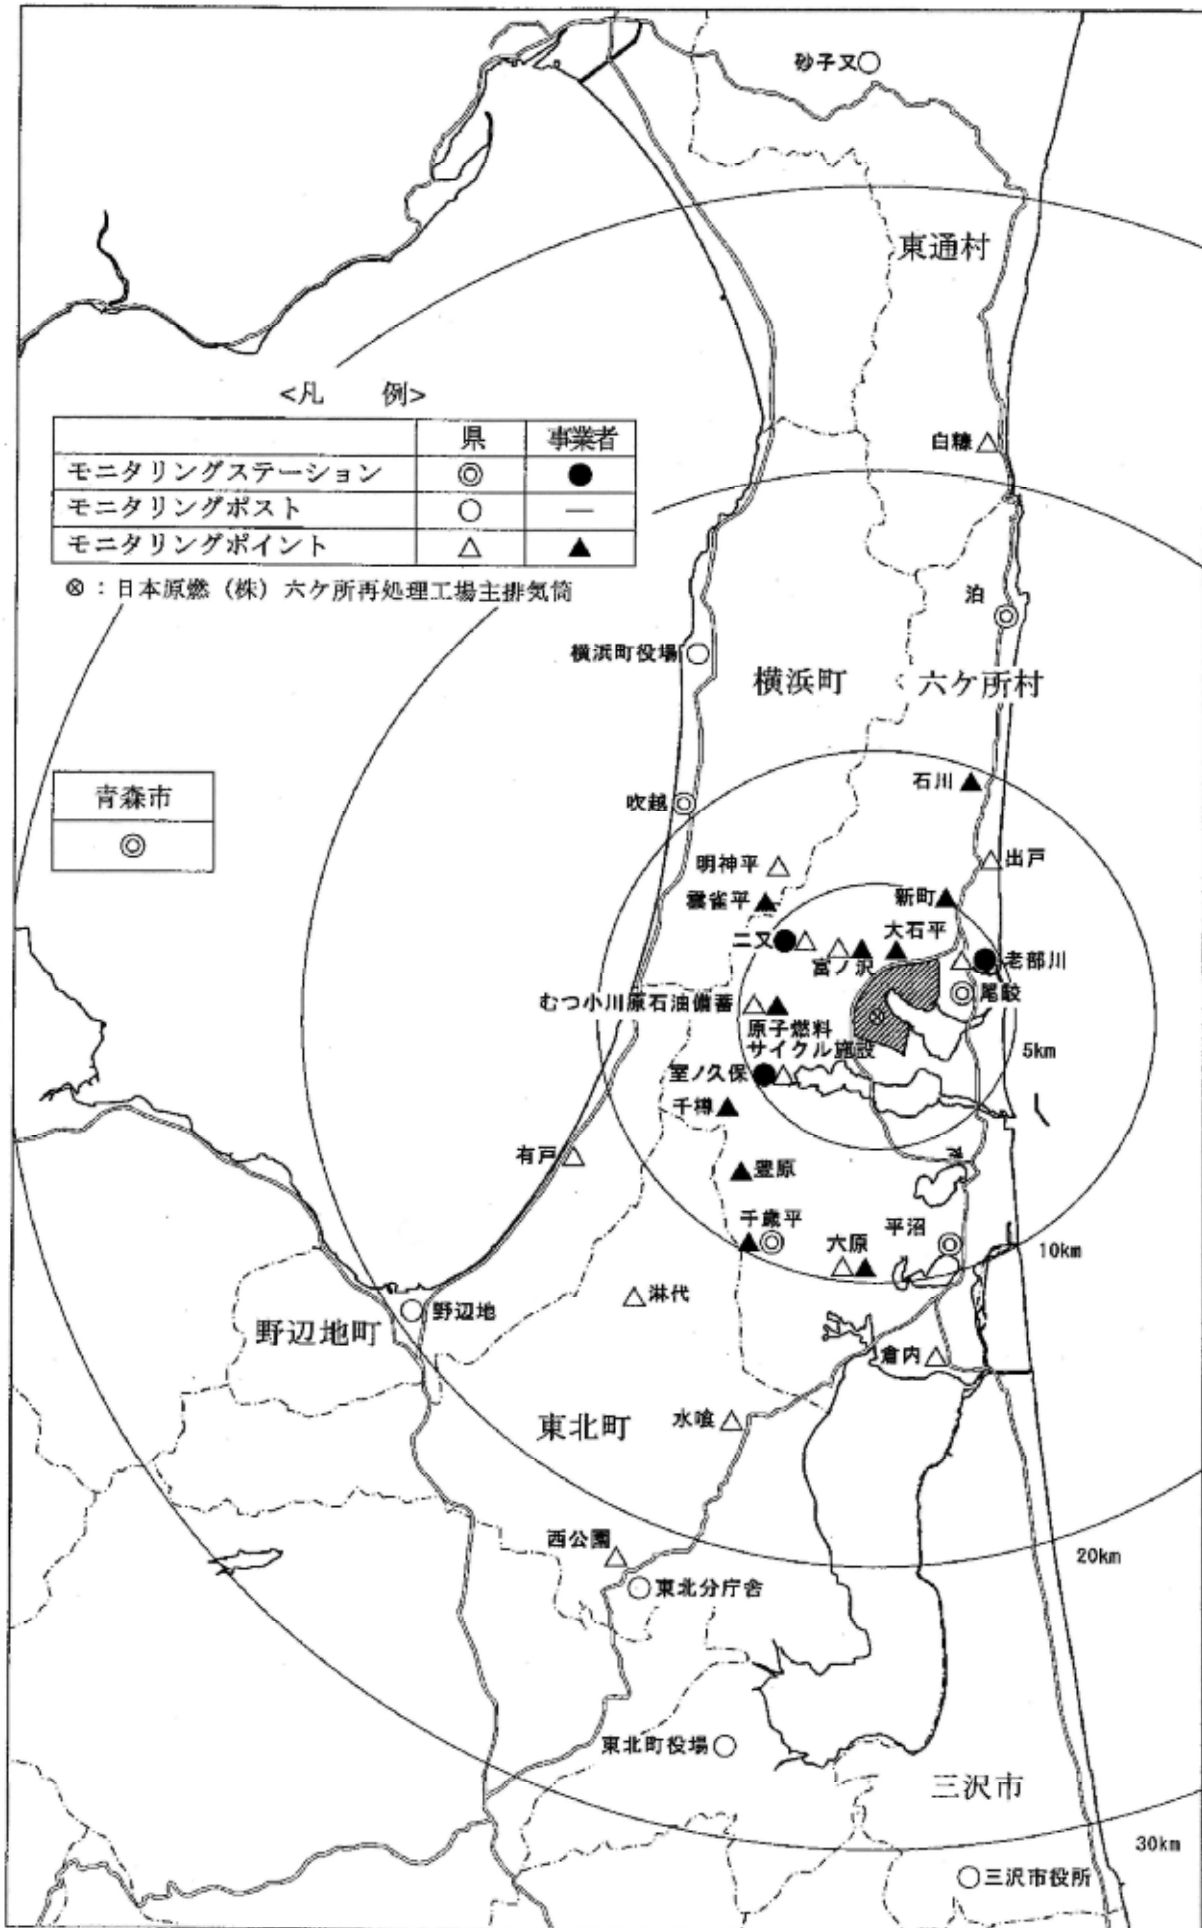 砂子又
東通村
<凡　例>
県　事業者
モニタリングステーション　◎　●
モニタリングポスト　○　―
モニタリングポイント　△　▲
⊗：日本原燃（株）六ケ所再処理工場主排気筒
白糠
泊
横浜町役場
横浜町
六ケ所村
青森市
◎
石川
吹越
明神平
出戸
雲雀平
新町
大石平
二又
富ノ沢
老部川
尾駮
むつ小川原石油備蓄
原子燃料
サイクル施設
5km
室ノ久保
千樽
有戸
豊原
千歳平
六原
平沼
10km
淋代
野辺地
野辺地町
倉内
水喰
東北町
西公園
20km
東北分庁舎
東北町役場
三沢市
30km
三沢市役所